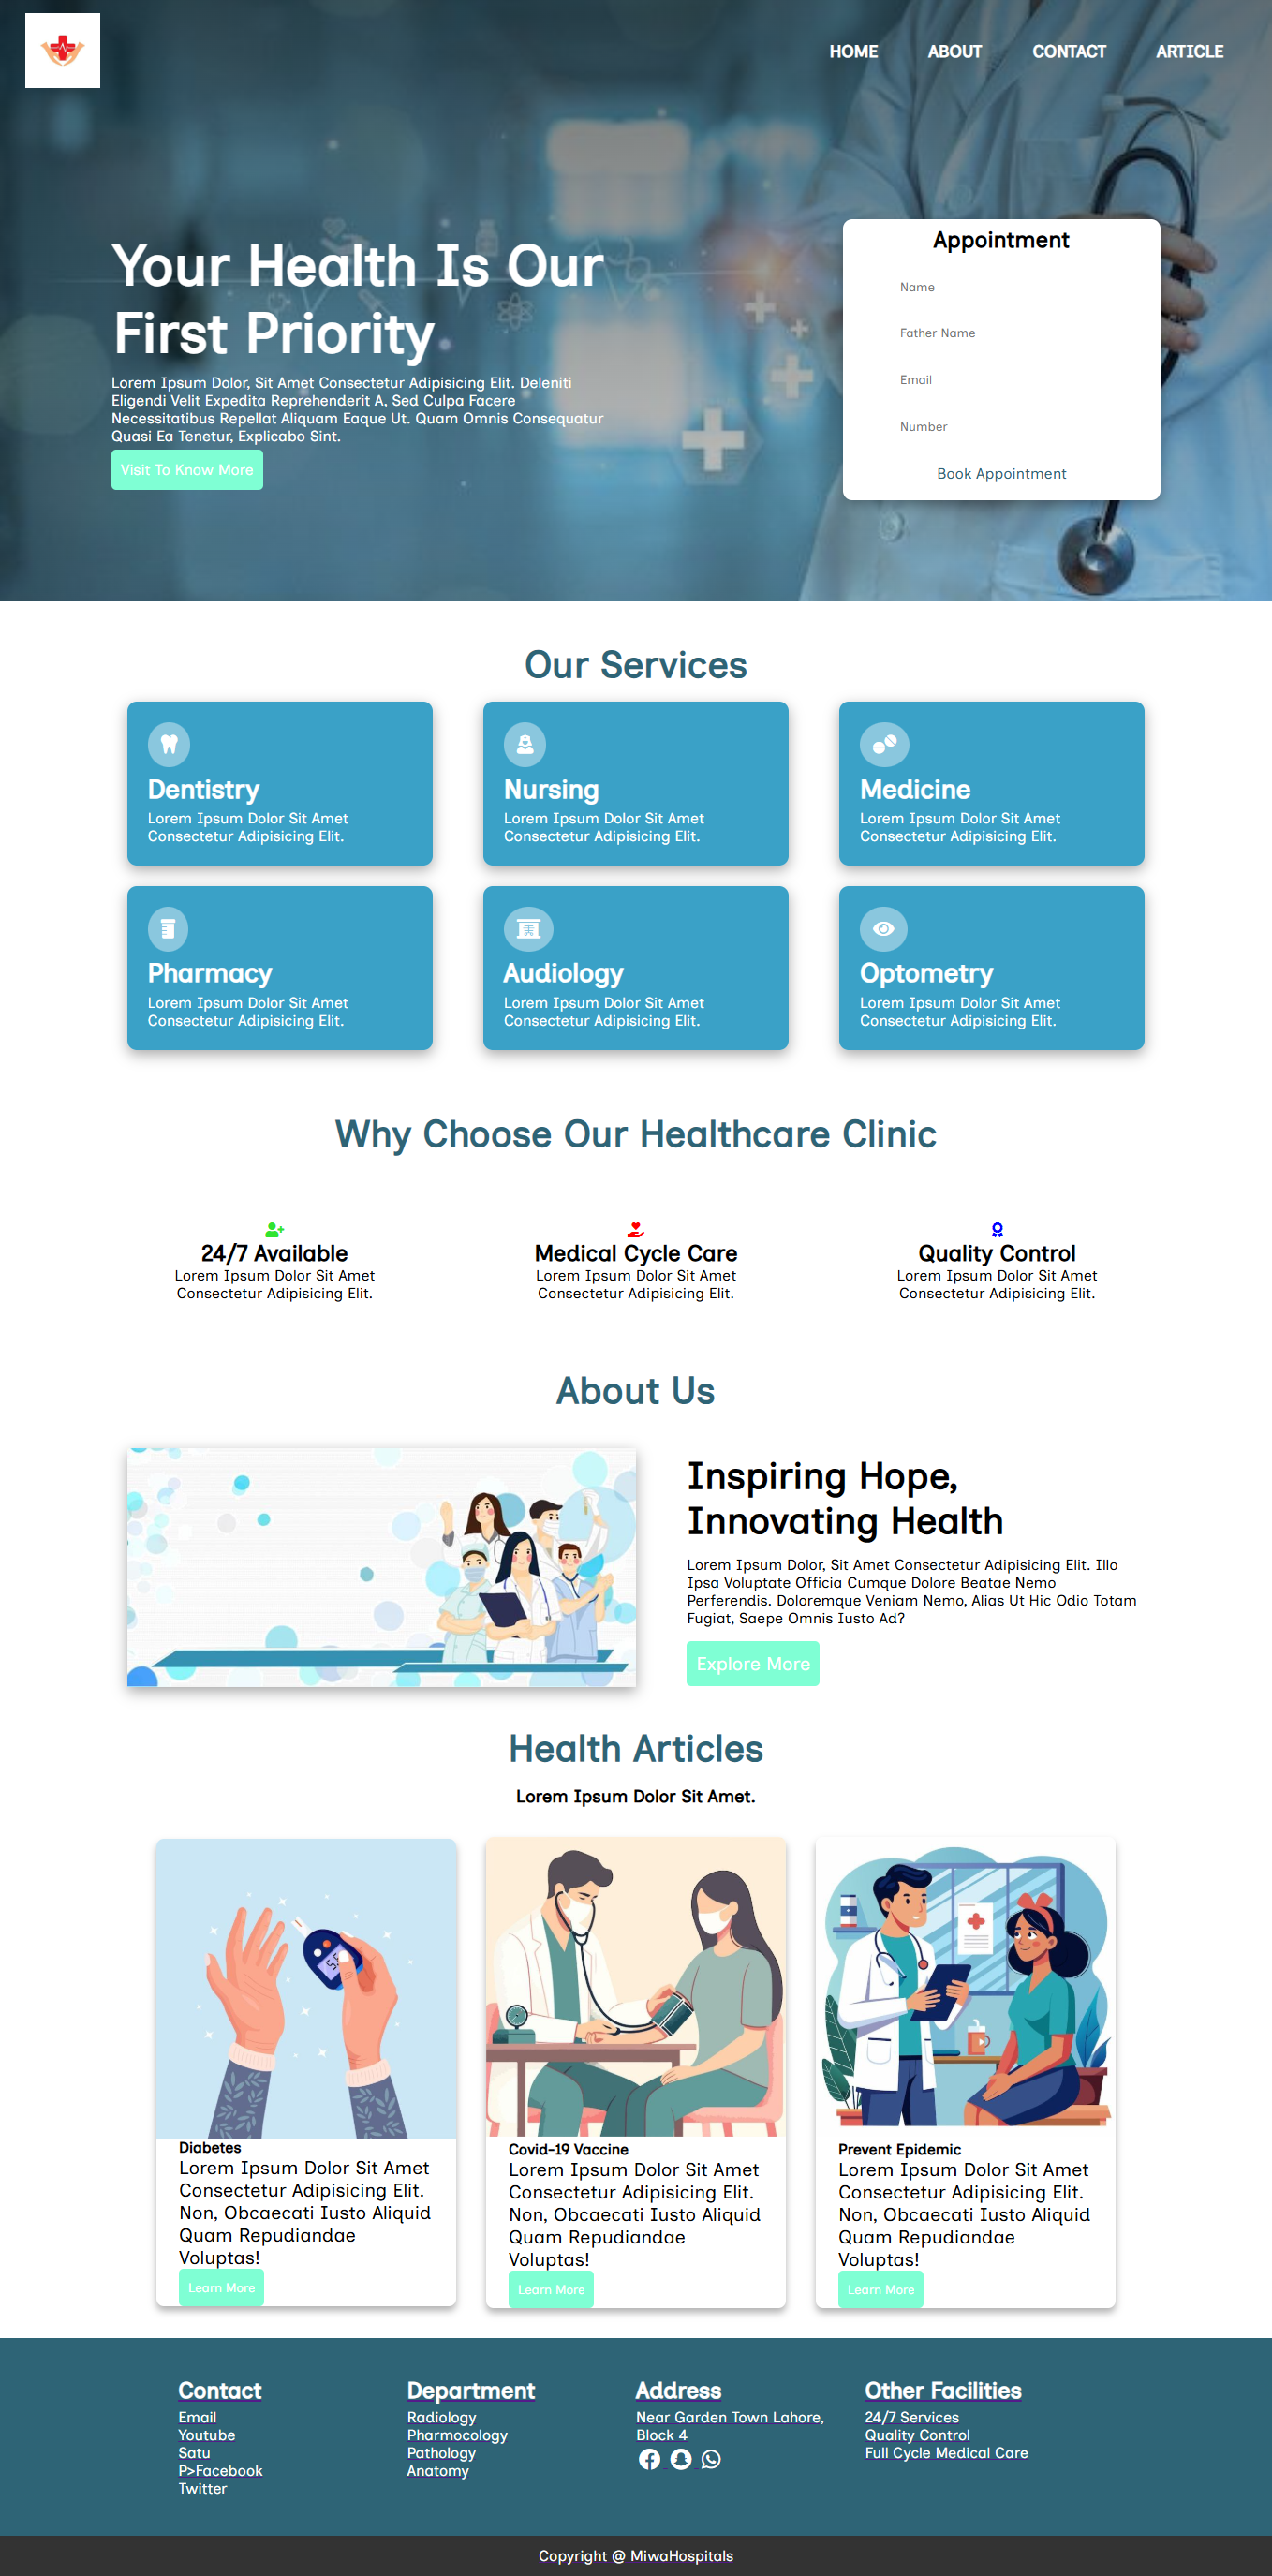 HOME ABOUT CONTACT ARTICLE
Your Health Is Our
First Priority
Lorem Ipsum Dolor, Sit Amet Consectetur Adipisicing Elit. Deleniti
Eligendi Velit Expedita Reprehenderit A, Sed Culpa Facere
Necessitatibus Repellat Aliquam Eaque Ut. Quam Omnis Consequatur
Quasi Ea Tenetur, Explicabo Sint.
Visit To Know More
Appointment
Name
Father Name
Email
Number
Book Appointment
Our Services
Dentistry
Lorem Ipsum Dolor Sit Amet
Consectetur Adipisicing Elit.
Nursing
Lorem Ipsum Dolor Sit Amet
Consectetur Adipisicing Elit.
Medicine
Lorem Ipsum Dolor Sit Amet
Consectetur Adipisicing Elit.
Pharmacy
Lorem Ipsum Dolor Sit Amet
Consectetur Adipisicing Elit.
Audiology
Lorem Ipsum Dolor Sit Amet
Consectetur Adipisicing Elit.
Optometry
Lorem Ipsum Dolor Sit Amet
Consectetur Adipisicing Elit.
Why Choose Our Healthcare Clinic
24/7 Available
Lorem Ipsum Dolor Sit Amet
Consectetur Adipisicing Elit.
Medical Cycle Care
Lorem Ipsum Dolor Sit Amet
Consectetur Adipisicing Elit.
Quality Control
Lorem Ipsum Dolor Sit Amet
Consectetur Adipisicing Elit.
About Us
Inspiring Hope,
Innovating Health
Lorem Ipsum Dolor, Sit Amet Consectetur Adipisicing Elit. Illo
Ipsa Voluptate Officia Cumque Dolore Beatae Nemo
Perferendis. Doloremque Veniam Nemo, Alias Ut Hic Odio Totam
Fugiat, Saepe Omnis Iusto Ad?
Explore More
Health Articles
Lorem Ipsum Dolor Sit Amet.
5.5
Diabetes
Lorem Ipsum Dolor Sit Amet
Consectetur Adipisicing Elit.
Non, Obcaecati Iusto Aliquid
Quam Repudiandae
Voluptas!
Learn More
Covid-19 Vaccine
Lorem Ipsum Dolor Sit Amet
Consectetur Adipisicing Elit.
Non, Obcaecati Iusto Aliquid
Quam Repudiandae
Voluptas!
Learn More
Prevent Epidemic
Lorem Ipsum Dolor Sit Amet
Consectetur Adipisicing Elit.
Non, Obcaecati Iusto Aliquid
Quam Repudiandae
Voluptas!
Learn More
Contact
Email
Youtube
Satu
P>Facebook
Twitter
Department
Radiology
Pharmocology
Pathology
Anatomy
Address
Near Garden Town Lahore,
Block 4
Other Facilities
24/7 Services
Quality Control
Full Cycle Medical Care
Copyright @ MiwaHospitals